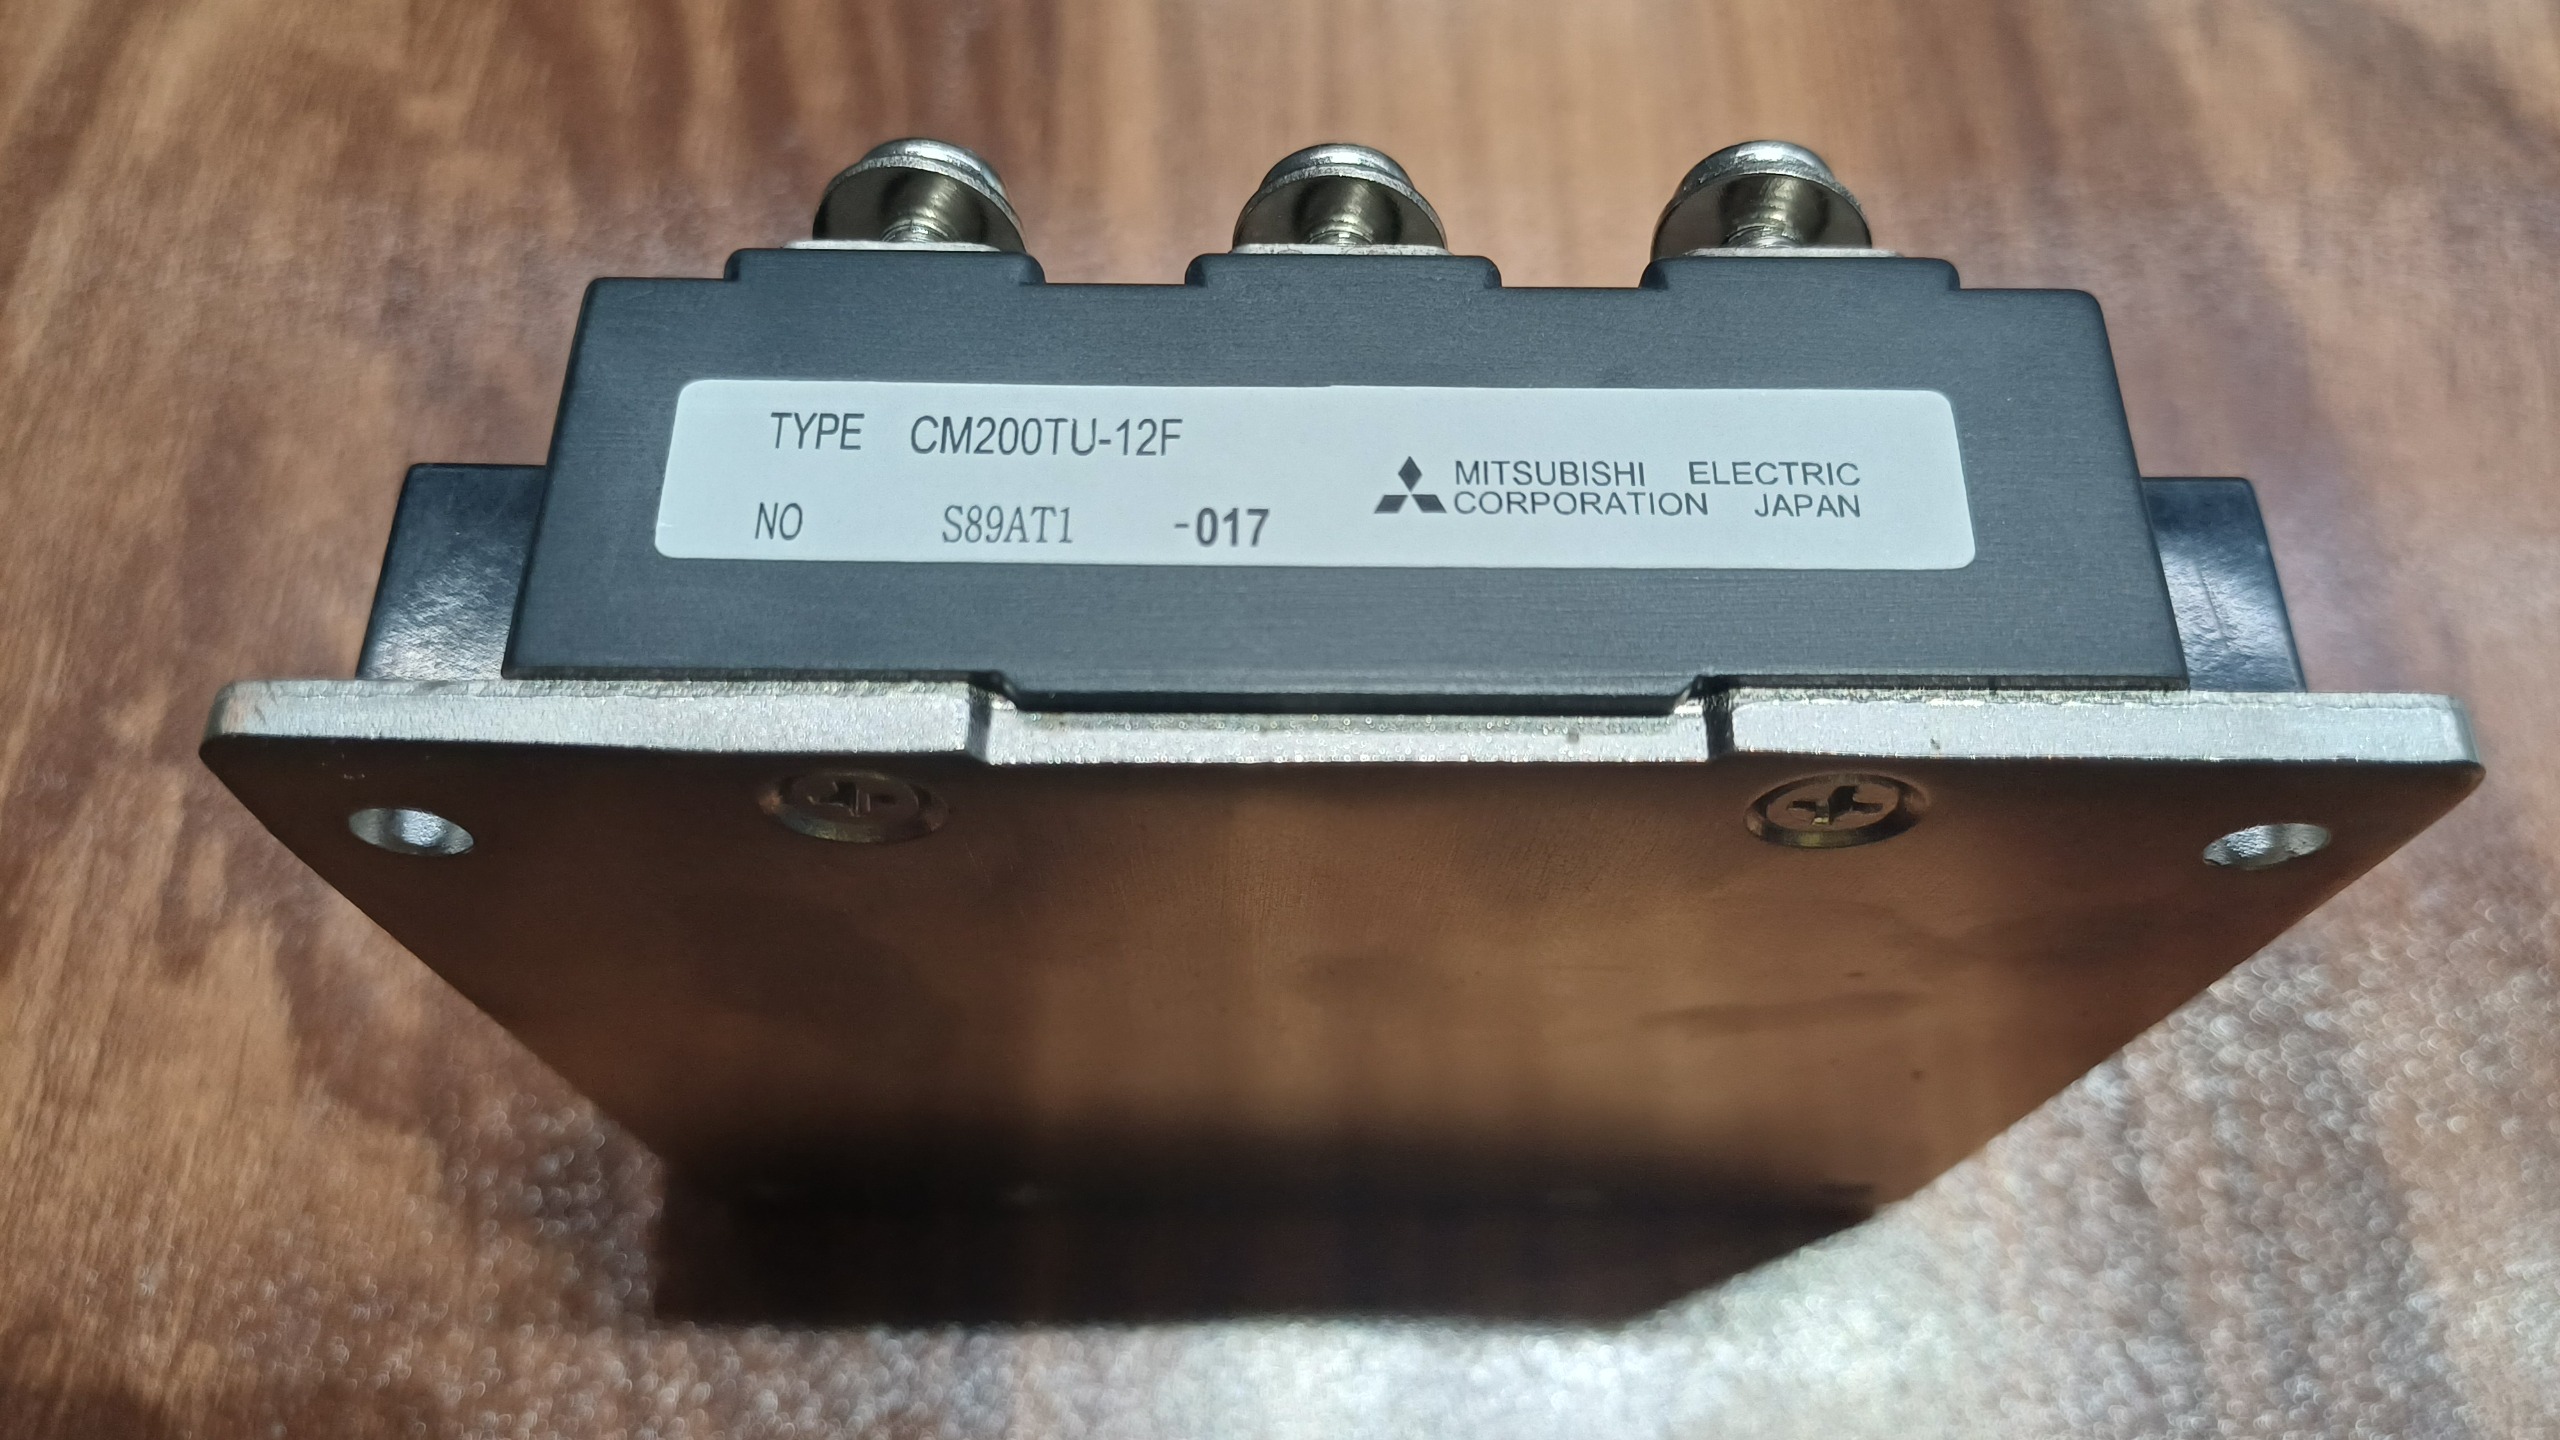 TYPE CM200TU-12F
NO S89AT1 -017
MITSUBISHI ELECTRIC
CORPORATION JAPAN